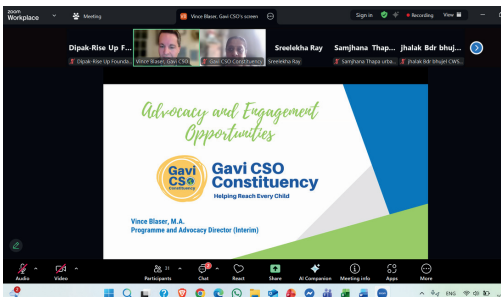 zoom
Workplace
Meeting
Vince Blaser, Gavi CSO's screen
Sign in
Recording
View
Dipak-Rise Up F...
Sreelekha Ray
Samjhana Thap...
jhalak Bdr bhuj...
Dipak-Rise Up Founda...
Vince Blaser, Gavi CSO
Gavi CSO Constituency
Sreelekha Ray
Samjhana Thapa urba...
jhalak Bdr bhujel CWS...
Advocacy and Engagement
Opportunities
Gavi
CSO
Constituency
Gavi CSO
Constituency
Helping Reach Every Child
Vince Blaser, M.A.
Programme and Advocacy Director (Interim)
Audio
Video
Participants
Chat
React
Share
AI Companion
Meeting info
Apps
More
ENG